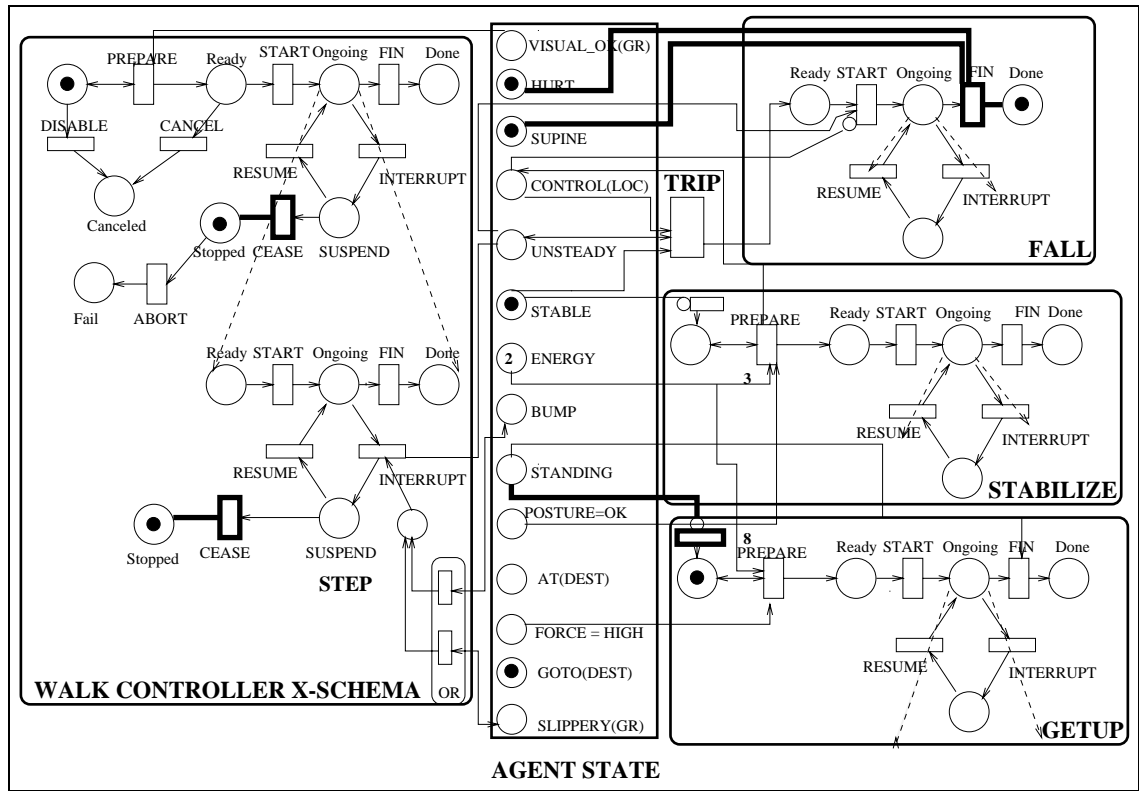 VISUAL_OK(GR)
PREPARE
Ready
START
Ongoing
FIN
Done
DISABLE
CANCEL
RESUME
INTERRUPT
Canceled
Stopped
CEASE
SUSPEND
Fail
ABORT
Ready
START
Ongoing
FIN
Done
RESUME
INTERRUPT
Stopped
CEASE
SUSPEND
STEP
OR
WALK CONTROLLER X-SCHEMA
HURT
SUPINE
CONTROL(LOC)
UNSTEADY
STABLE
2 ENERGY
BUMP
STANDING
POSTURE=OK
AT(DEST)
FORCE = HIGH
GOTO(DEST)
SLIPPERY(GR)
AGENT STATE
TRIP
Ready
START
Ongoing
FIN
Done
RESUME
INTERRUPT
FALL
PREPARE
Ready
START
Ongoing
FIN
Done
3
RESUME
INTERRUPT
STABILIZE
8
PREPARE
Ready
START
Ongoing
FIN
Done
RESUME
INTERRUPT
GETUP